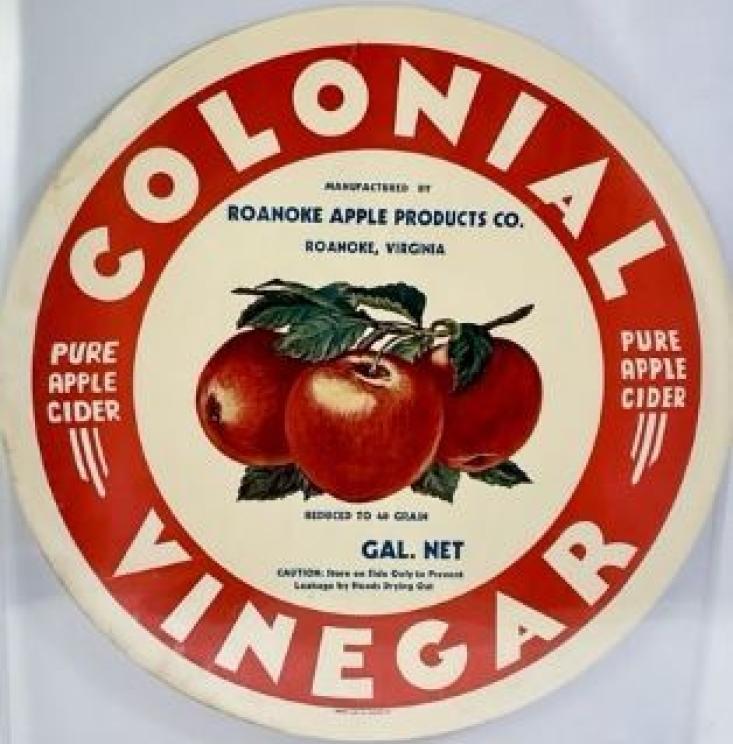 COLONIAL
MANUFACTURED BY
ROANOKE APPLE PRODUCTS CO.
ROANOKE, VIRGINIA
PURE
APPLE
CIDER
PURE
APPLE
CIDER
REDUCED TO 40 GRAIN
GAL. NET
CAUTION: Store on Side Only to Prevent
Leakage by Heads Drying Out
VINEGAR